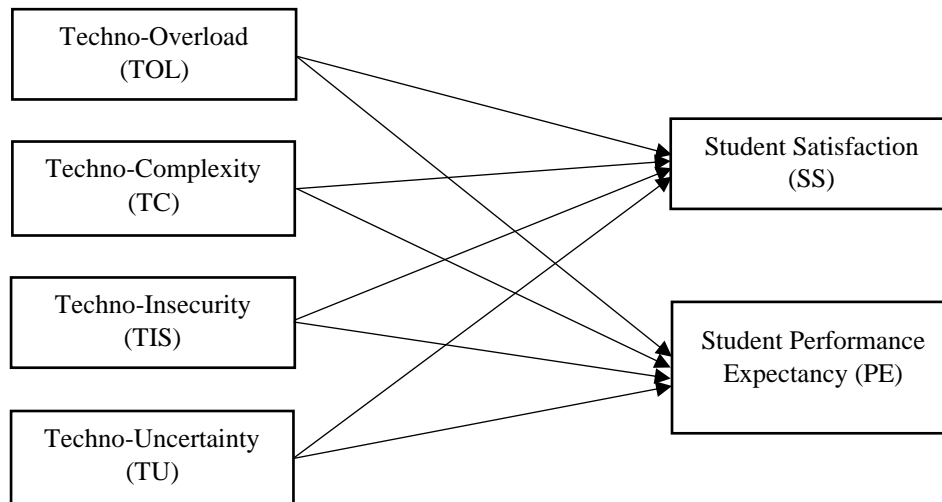 Techno-Overload
(TOL)
Techno-Complexity
(TC)
Techno-Insecurity
(TIS)
Techno-Uncertainty
(TU)
Student Satisfaction
(SS)
Student Performance
Expectancy (PE)